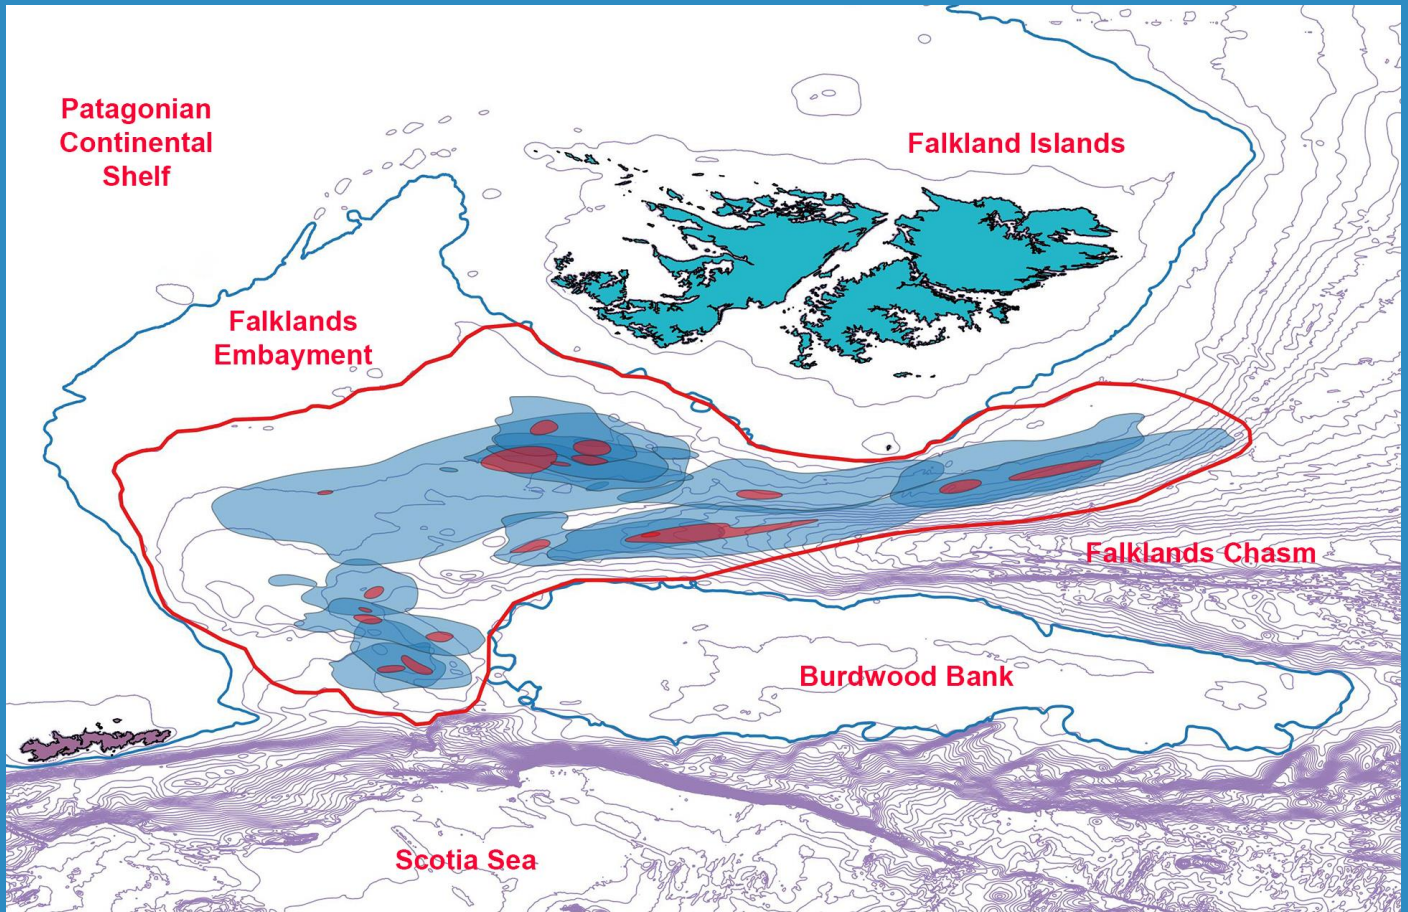 Patagonian
Continental
Shelf
Falkland Islands
Falklands
Embayment
Falklands Chasm
Burdwood Bank
Scotia Sea